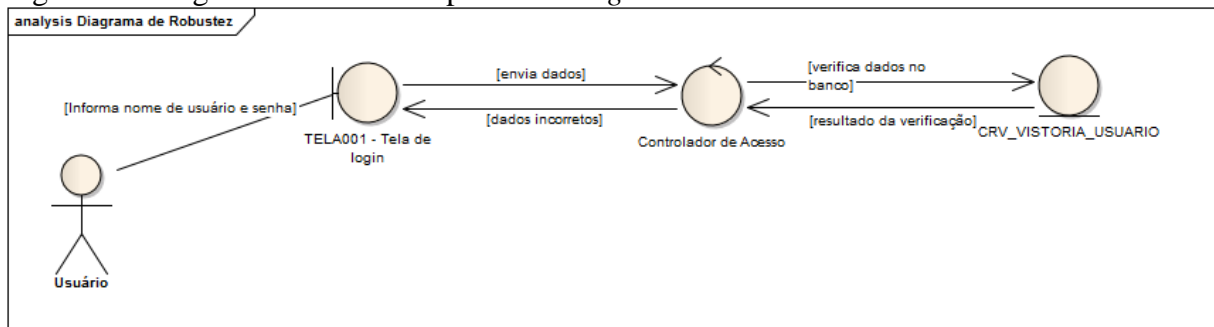 analysis Diagrama de Robustez
[Informa nome de usuário e senha]
[envia dados]
[dados incorretos]
TELA001 - Tela de
login
[verifica dados no
banco]
[resultado da verificação]
Controlador de Acesso
CRV_VISTORIA_USUARIO
Usuário